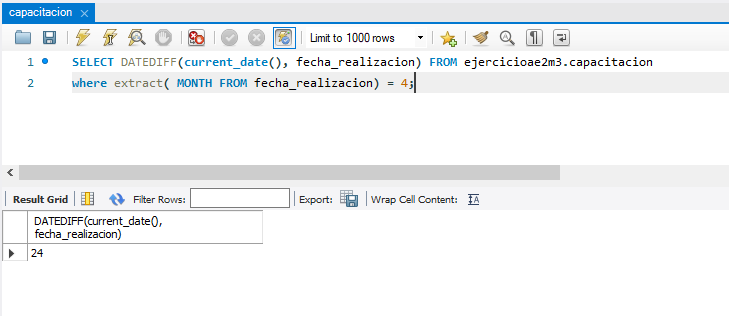 capacitacion
Limit to 1000 rows
1 SELECT DATEDIFF(current_date(), fecha_realizacion) FROM ejercicioae2m3.capacitacion
2 where extract( MONTH FROM fecha_realizacion) = 4;
Result Grid Filter Rows: Export: Wrap Cell Content:
DATEDIFF(current_date(),
fecha_realizacion)
24